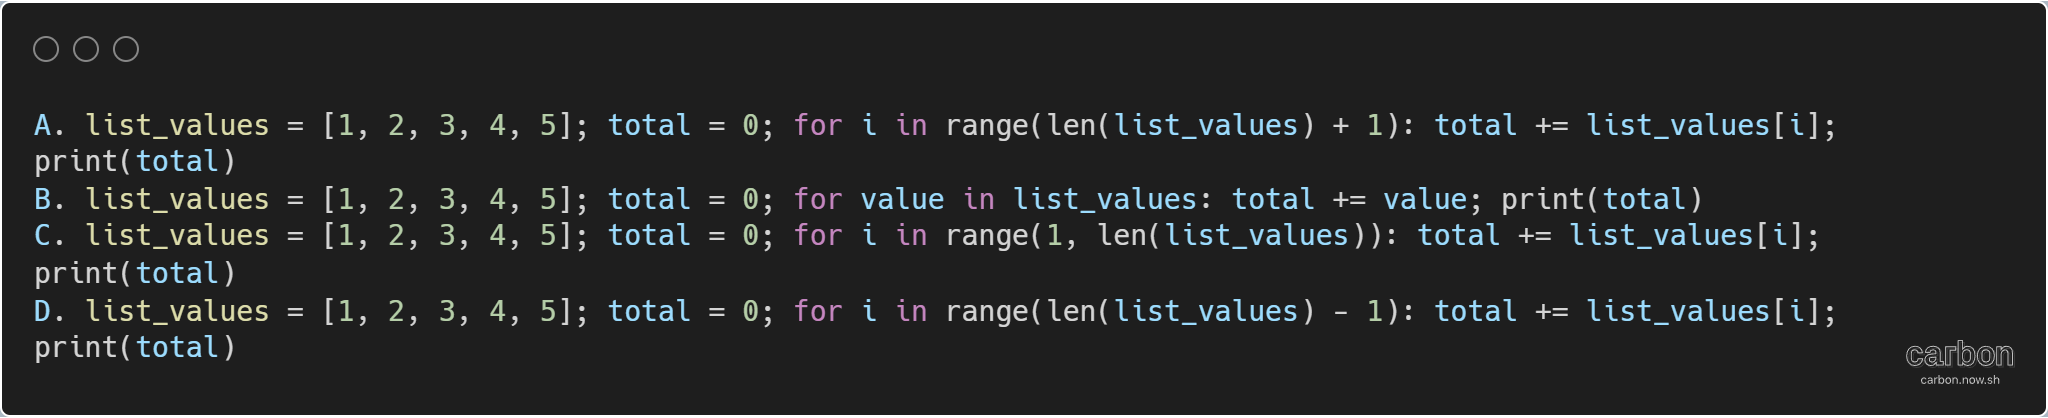 A. list_values = [1, 2, 3, 4, 5]; total = 0; for i in range(len(list_values) + 1): total += list_values[i];
print(total)
B. list_values = [1, 2, 3, 4, 5]; total = 0; for value in list_values: total += value; print(total)
C. list_values = [1, 2, 3, 4, 5]; total = 0; for i in range(1, len(list_values)): total += list_values[i];
print(total)
D. list_values = [1, 2, 3, 4, 5]; total = 0; for i in range(len(list_values) - 1): total += list_values[i];
print(total)
carbon
carbon.now.sh